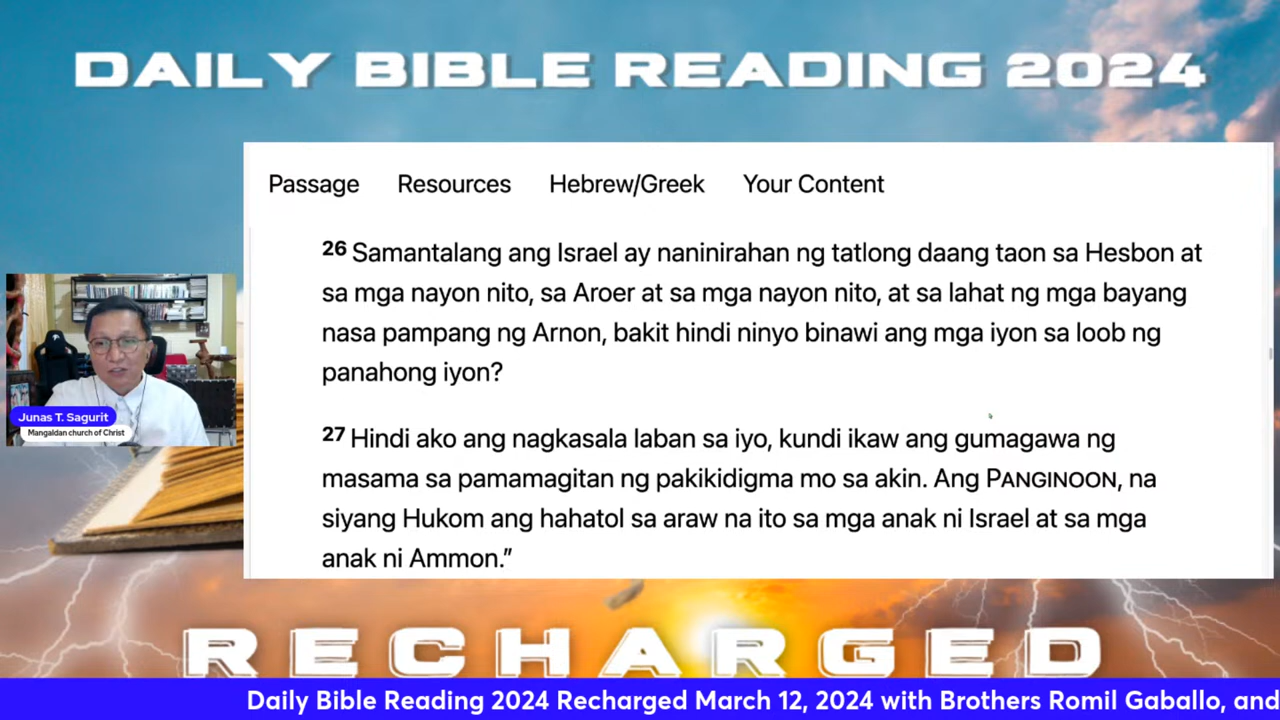 DAILY BIBLE READING 2024
Passage Resources Hebrew/Greek Your Content
26 Samantalang ang Israel ay naninirahan ng tatlong daang taon sa Hesbon at
sa mga nayon nito, sa Aroer at sa mga nayon nito, at sa lahat ng mga bayang
nasa pampang ng Arnon, bakit hindi ninyo binawi ang mga iyon sa loob ng
panahong iyon?
27 Hindi ako ang nagkasala laban sa iyo, kundi ikaw ang gumagawa ng
masama sa pamamagitan ng pakikidigma mo sa akin. Ang PANGINOON, na
siyang Hukom ang hahatol sa araw na ito sa mga anak ni Israel at sa mga
anak ni Ammon.”
Junas T. Sagurit
Mangaldan church of Christ
RECHARGED
Daily Bible Reading 2024 Recharged March 12, 2024 with Brothers Romil Gaballo, and